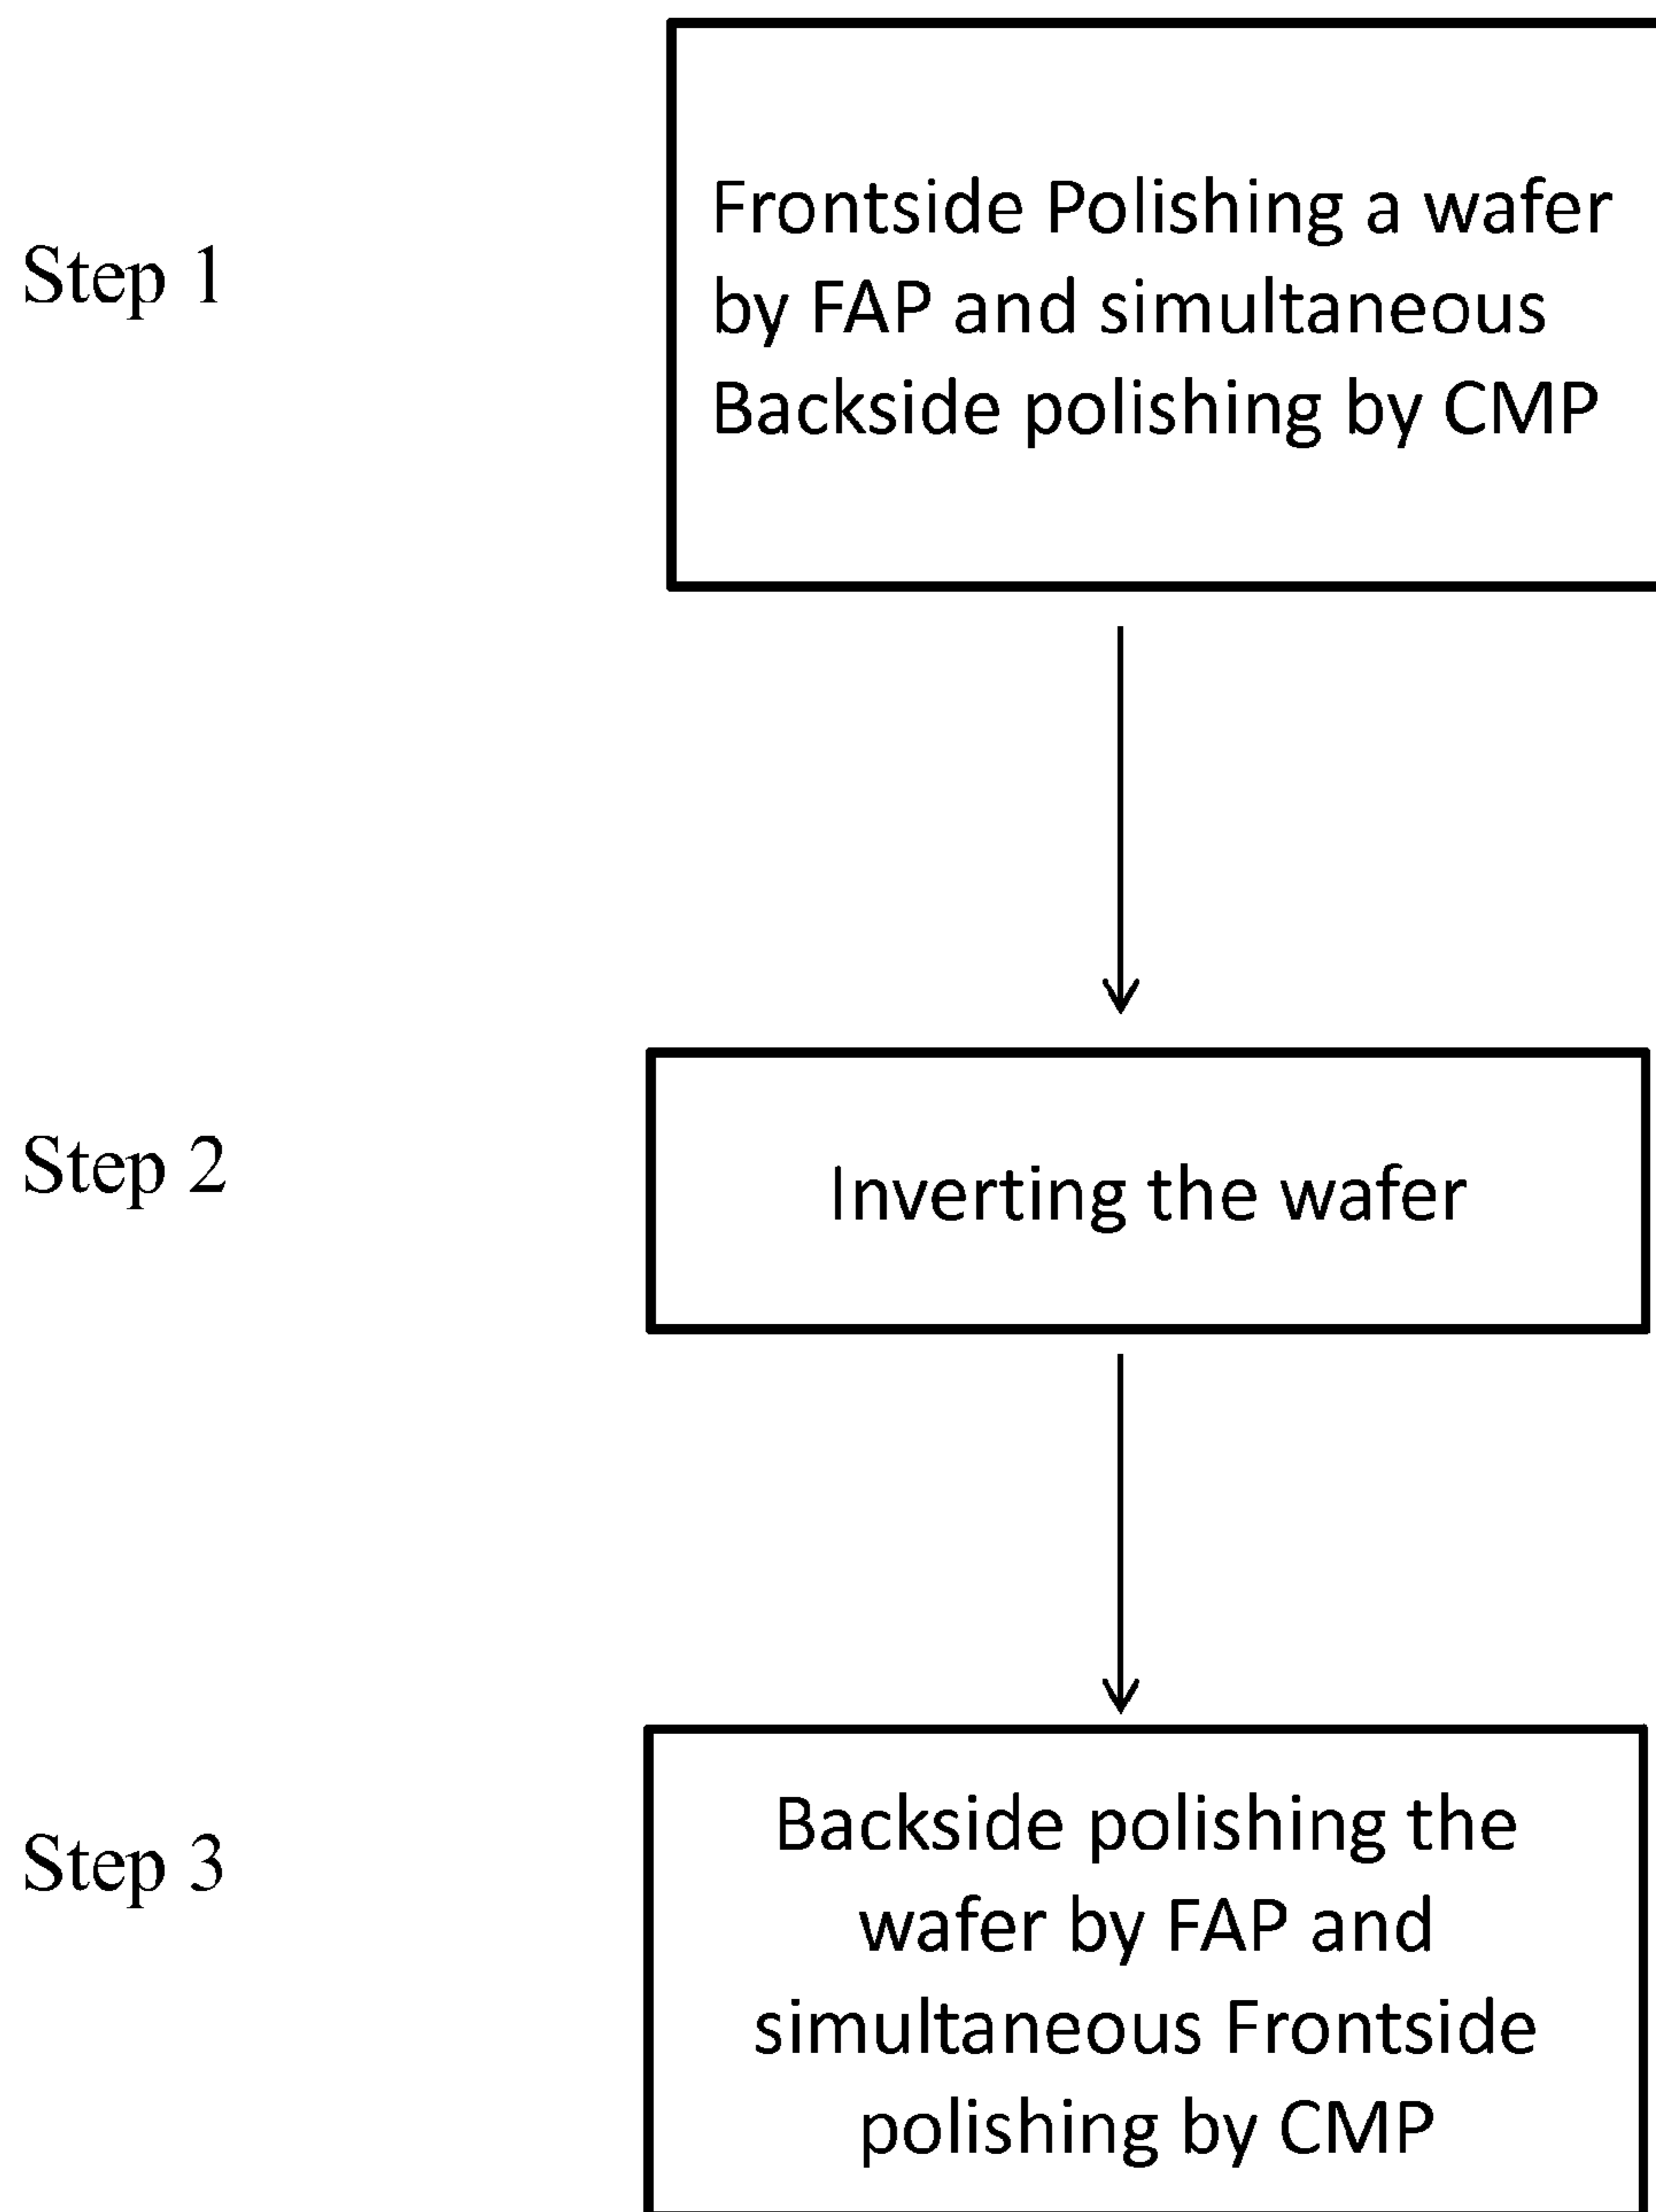 Step 1
Frontside Polishing a wafer
by FAP and simultaneous
Backside polishing by CMP
Step 2
Inverting the wafer
Step 3
Backside polishing the
wafer by FAP and
simultaneous Frontside
polishing by CMP